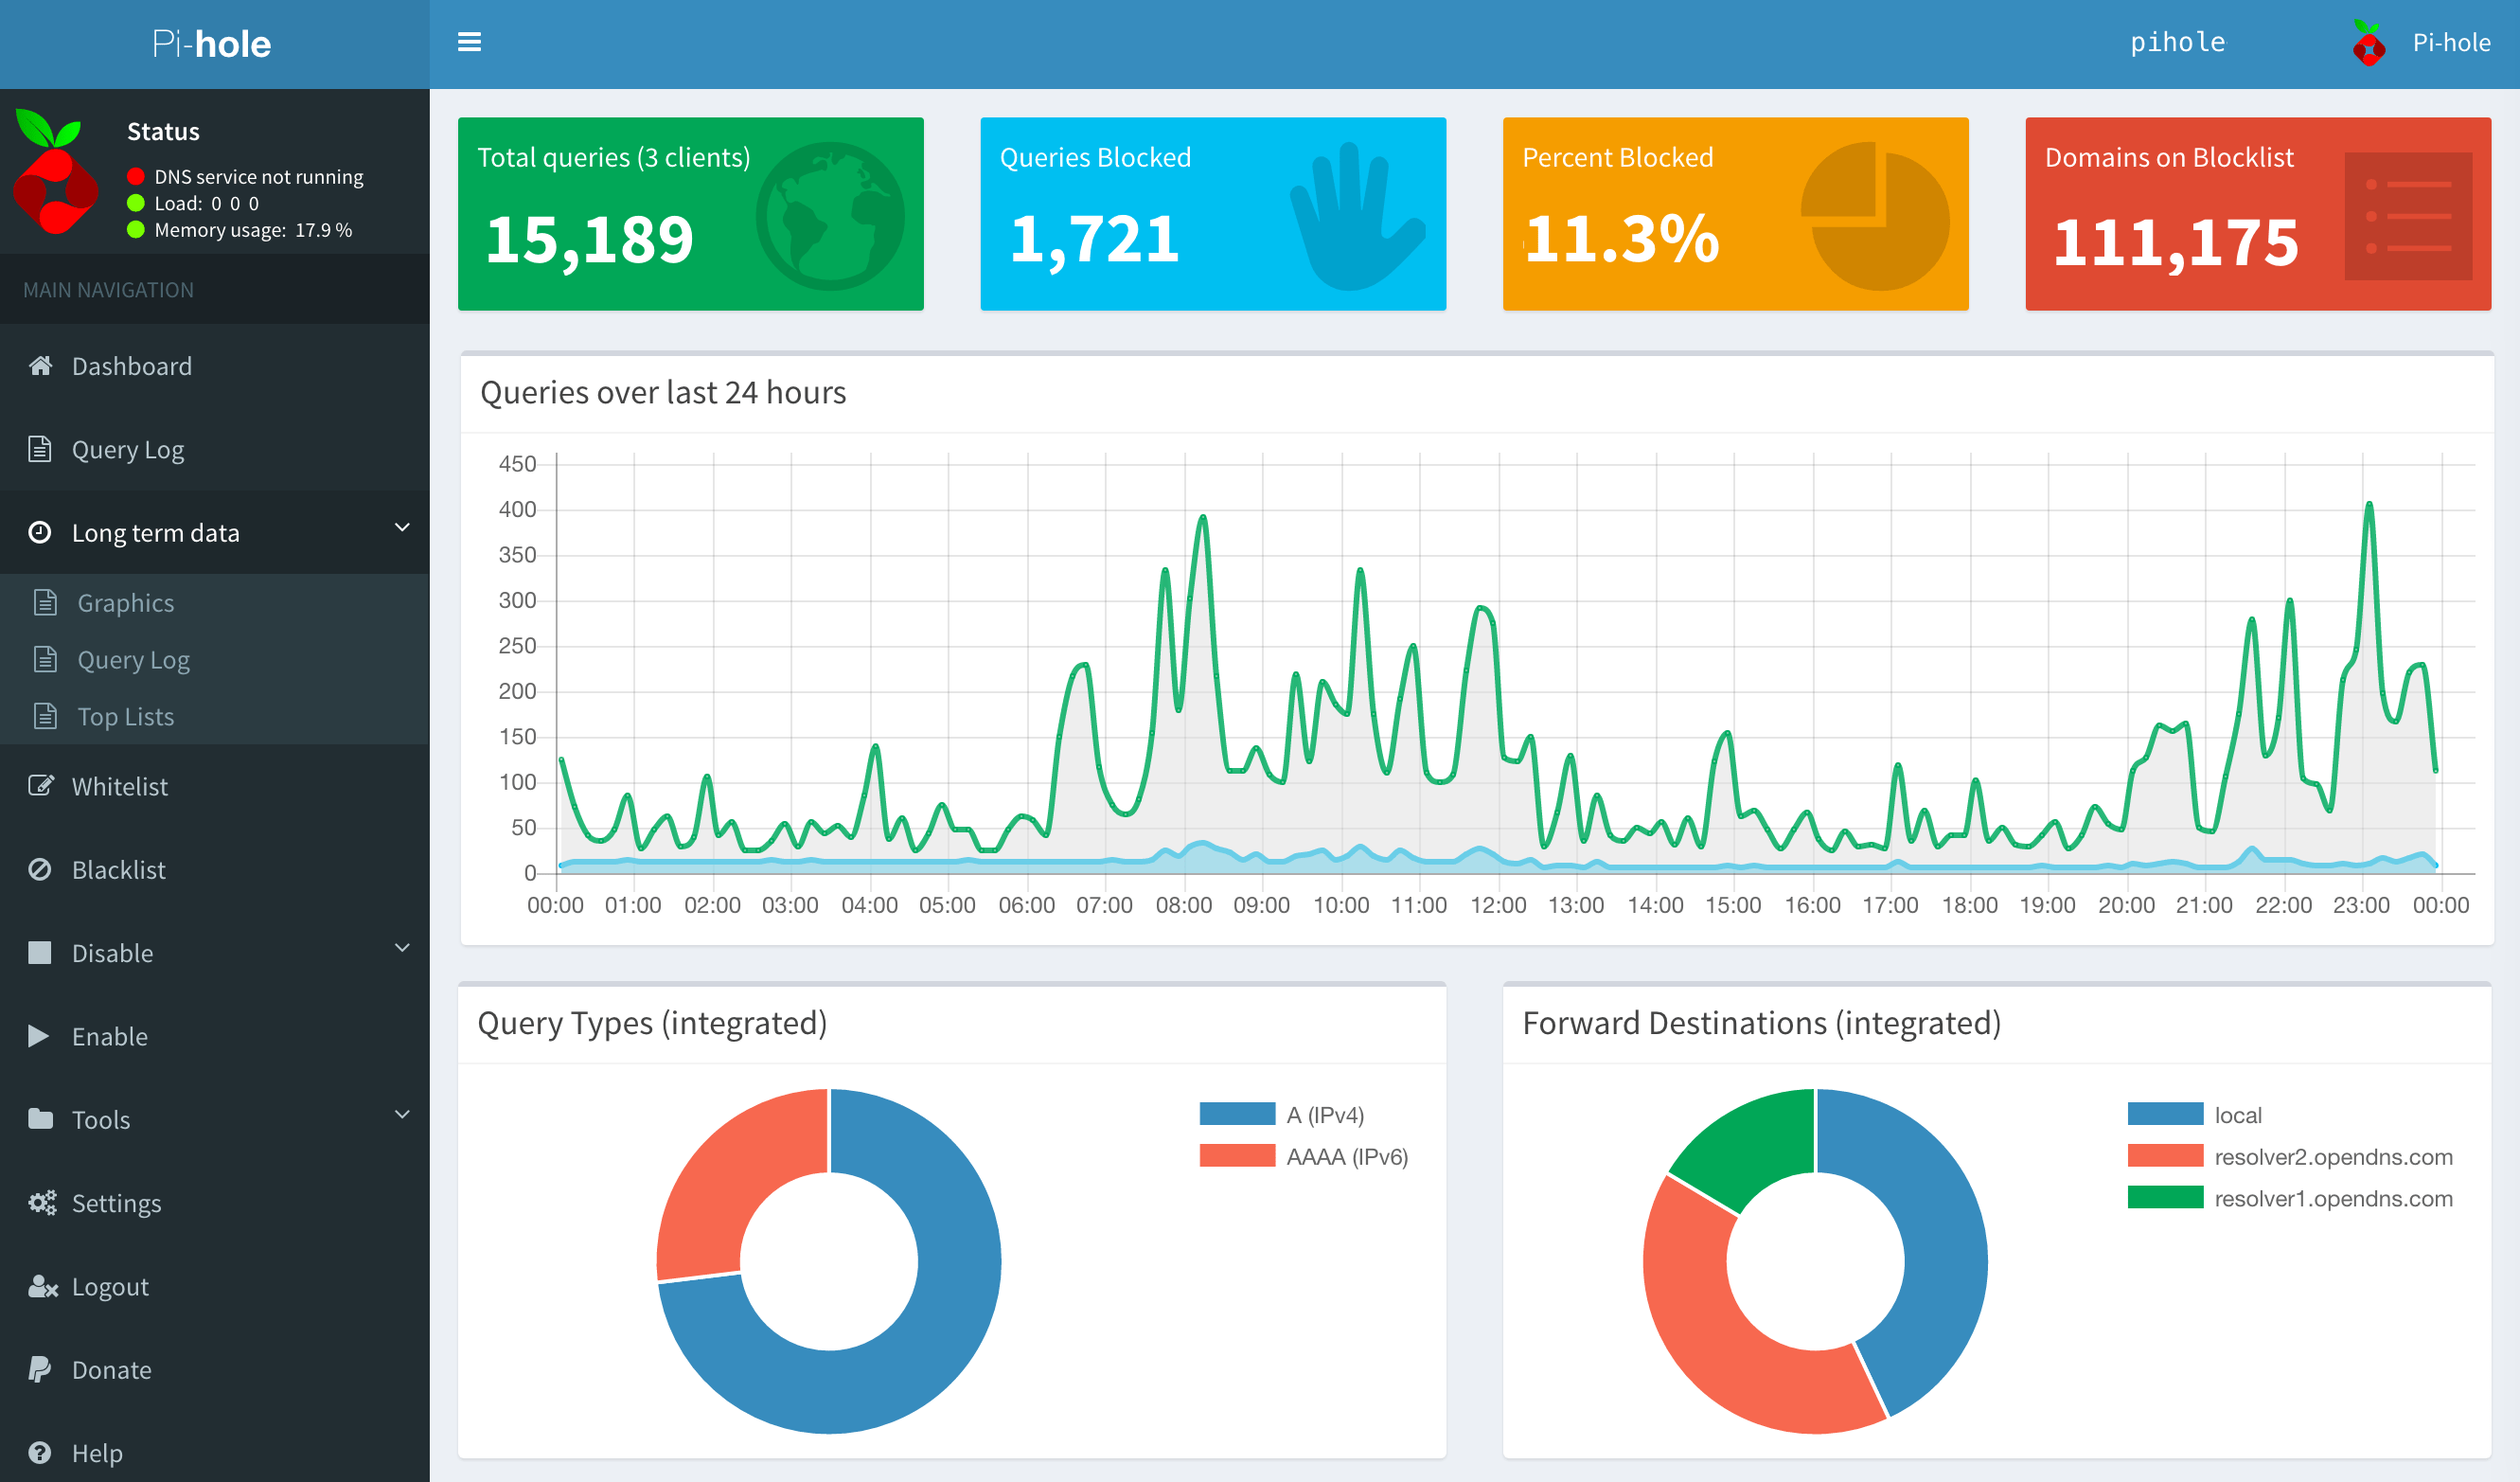 Pi-hole
pihole
Pi-hole
Status
DNS service not running
Load: 0 0 0
Memory usage: 17.9 %
MAIN NAVIGATION
Dashboard
Query Log
Long term data
Graphics
Query Log
Top Lists
Whitelist
Blacklist
Disable
Enable
Tools
Settings
Logout
Donate
Help
Total queries (3 clients)
15,189
Queries Blocked
1,721
Percent Blocked
11.3%
Domains on Blocklist
111,175
Queries over last 24 hours
450
400
350
300
250
200
150
100
50
0
00:00 01:00 02:00 03:00 04:00 05:00 06:00 07:00 08:00 09:00 10:00 11:00 12:00 13:00 14:00 15:00 16:00 17:00 18:00 19:00 20:00 21:00 22:00 23:00 00:00
Query Types (integrated)
A (IPv4)
AAAA (IPv6)
Forward Destinations (integrated)
local
resolver2.opendns.com
resolver1.opendns.com